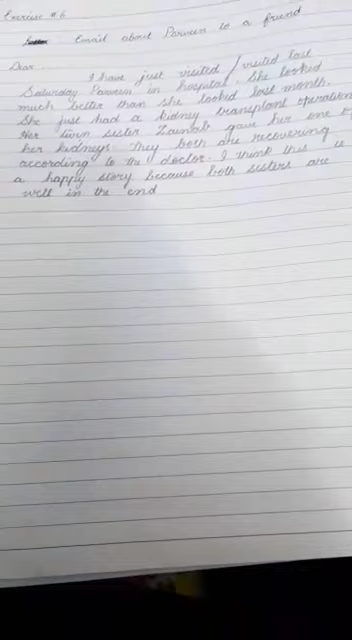 Exercise # 6
Email about Parveen to a friend
Dear
I have just visited / visited last
Saturday Parveen in hospital. She looked
much better than she looked last month.
She just had a kidney transplant operation
Her twin sister Zainab gave her one of
her kidneys. They both are recovering
according to the doctor. I think this is
a happy story because both sisters are
well in the end